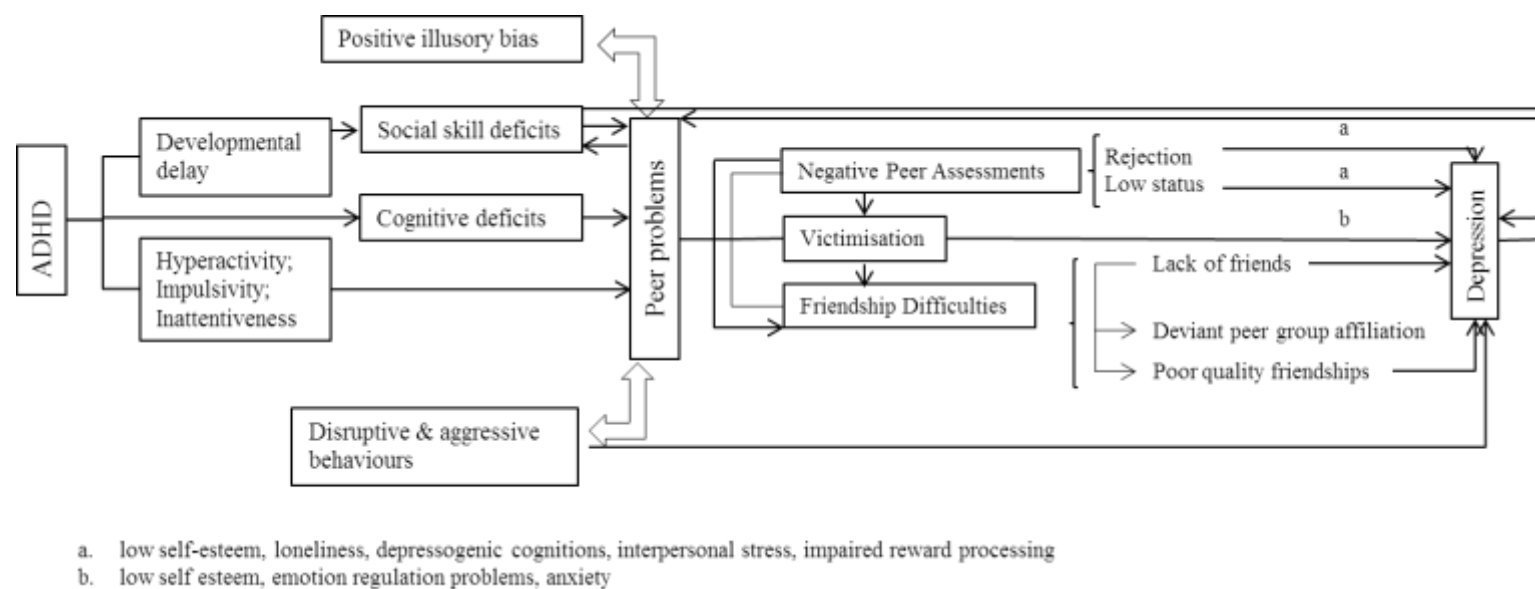 Positive illusory bias
Developmental
delay
Social skill deficits
ADHD
Cognitive deficits
Hyperactivity;
Impulsivity;
Inattentiveness
Peer problems
Disruptive & aggressive
behaviours
Negative Peer Assessments
Victimisation
Friendship Difficulties
Rejection
Low status
a
a
b
Lack of friends
Deviant peer group affiliation
Poor quality friendships
Depression
a. low self-esteem, loneliness, depressogenic cognitions, interpersonal stress, impaired reward processing
b. low self esteem, emotion regulation problems, anxiety